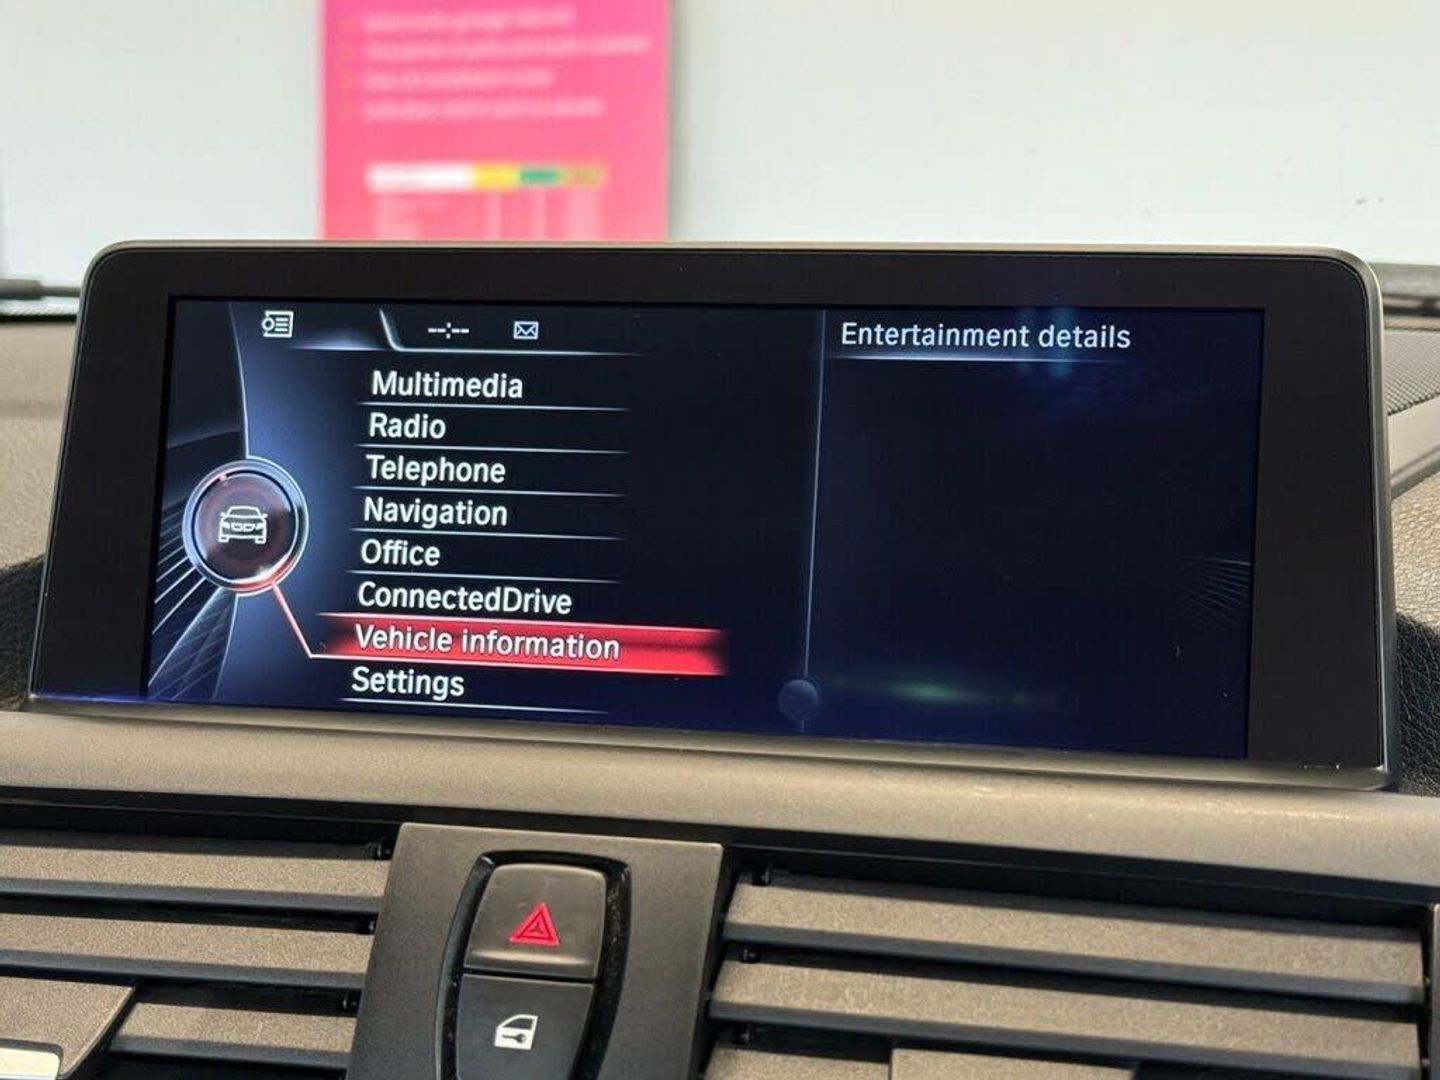 --:--
Entertainment details
Multimedia
Radio
Telephone
Navigation
Office
ConnectedDrive
Vehicle information
Settings